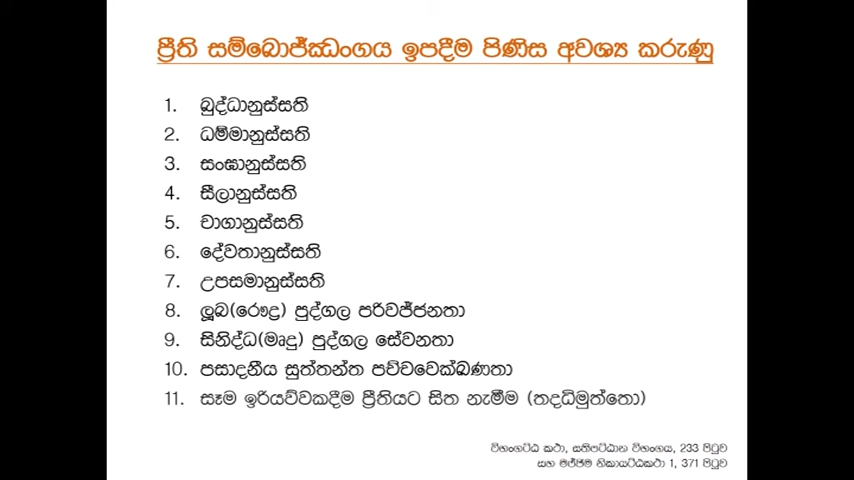 ප්‍රීති සම්බොජ්ඣංගය ඉපදීම පිණිස අවශ්‍ය කරුණු
1. බුද්ධානුස්සති
2. ධම්මානුස්සති
3. සංඝානුස්සති
4. සීලානුස්සති
5. චාගානුස්සති
6. දේවතානුස්සති
7. උපසමානුස්සති
8. ලූඛ(රෞද්‍ර) පුද්ගල පරිවජ්ජනතා
9. සිනිද්ධ(මෘදු) පුද්ගල සේවනතා
10. පසාදනීය සුත්තන්ත පච්චවෙක්ඛණතා
11. සෑම ඉරියව්වකදීම ප්‍රීතියට සිත නැමීම (තදධිමුත්තො)
විභංගට්ඨ කථා, සතිපට්ඨාන විභංගය, 233 පිටුව
සහ මජ්ඣිම නිකායට්ඨකථා 1, 371 පිටුව